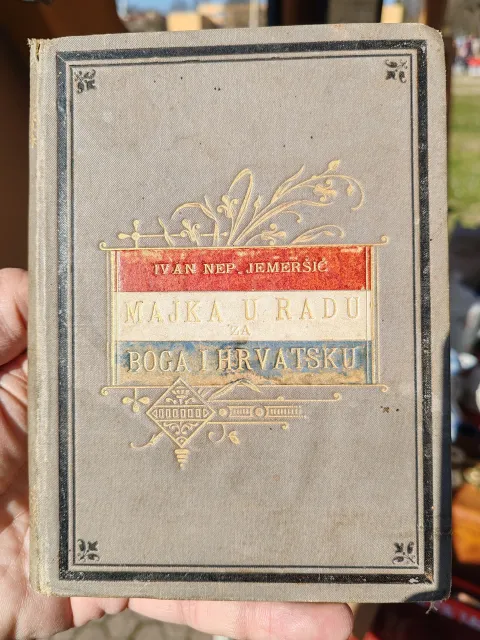 IVAN NEP. JEMERŠIĆ
MAJKA U RADU
ZA
BOGA I HRVATSKU